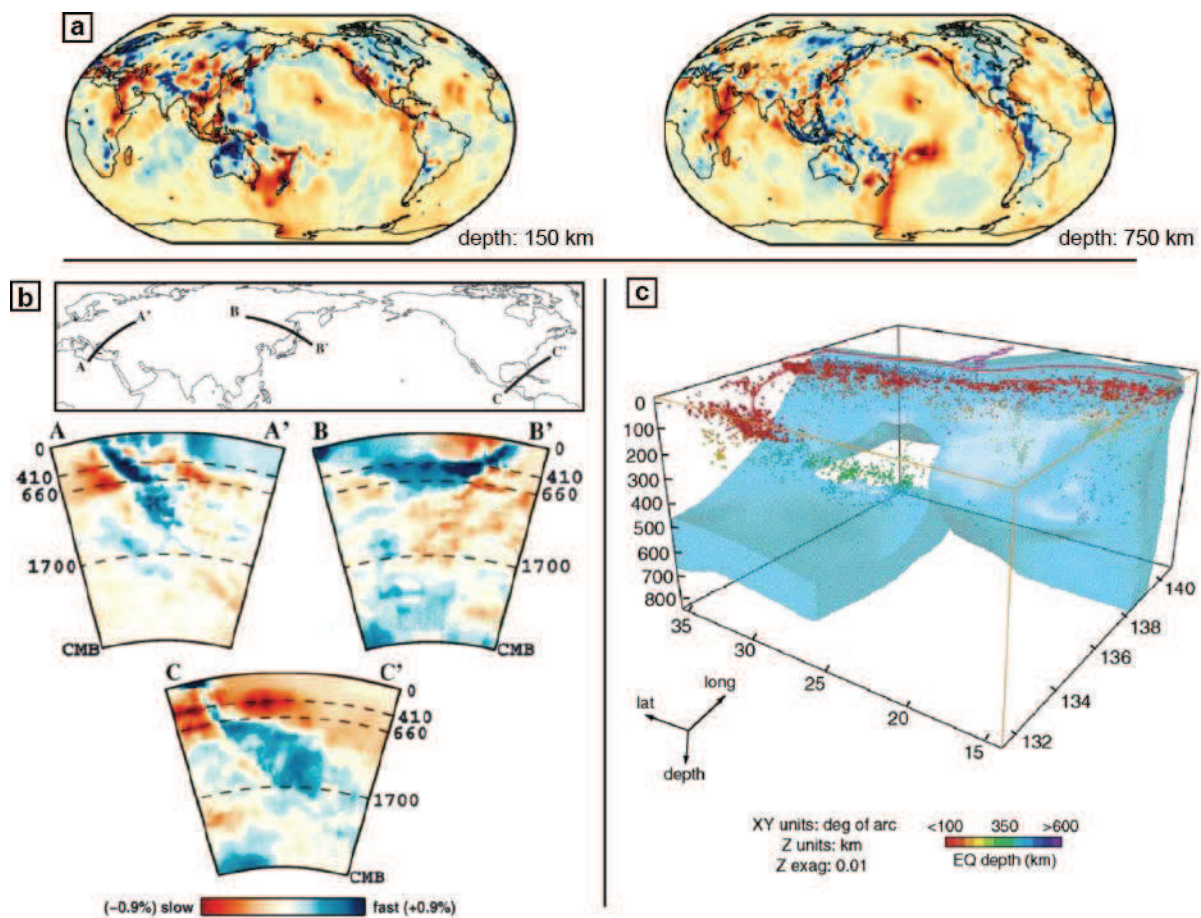 a
depth: 150 km
depth: 750 km
b
A A' B B' C C'
A A' B B'
0 0
410 410
660 660
1700 1700
CMB CMB
C C'
0
410
660
1700
CMB
(-0.9%) slow fast (+0.9%)
c
0
100
200
300
400
500
600
700
800
35 30 25 20 15
132 134 136 138 140
lat long
depth
XY units: deg of arc
Z units: km
Z exag: 0.01
<100 350 >600
EQ depth (km)